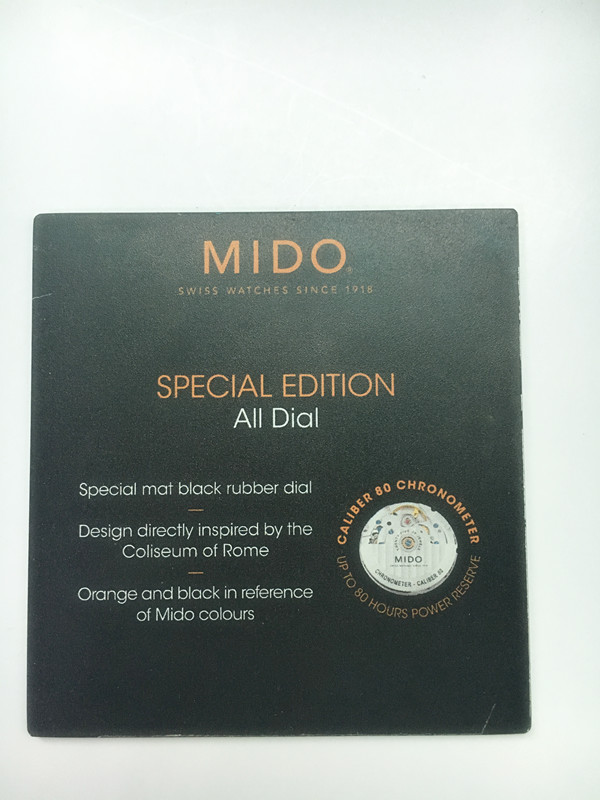 MIDO®
SWISS WATCHES SINCE 1918
SPECIAL EDITION
All Dial
Special mat black rubber dial
Design directly inspired by the
Coliseum of Rome
Orange and black in reference
of Mido colours
CALIBER 80 CHRONOMETER
MIDO
CHRONOMETER - CALIBER 80
UP TO 80 HOURS POWER RESERVE